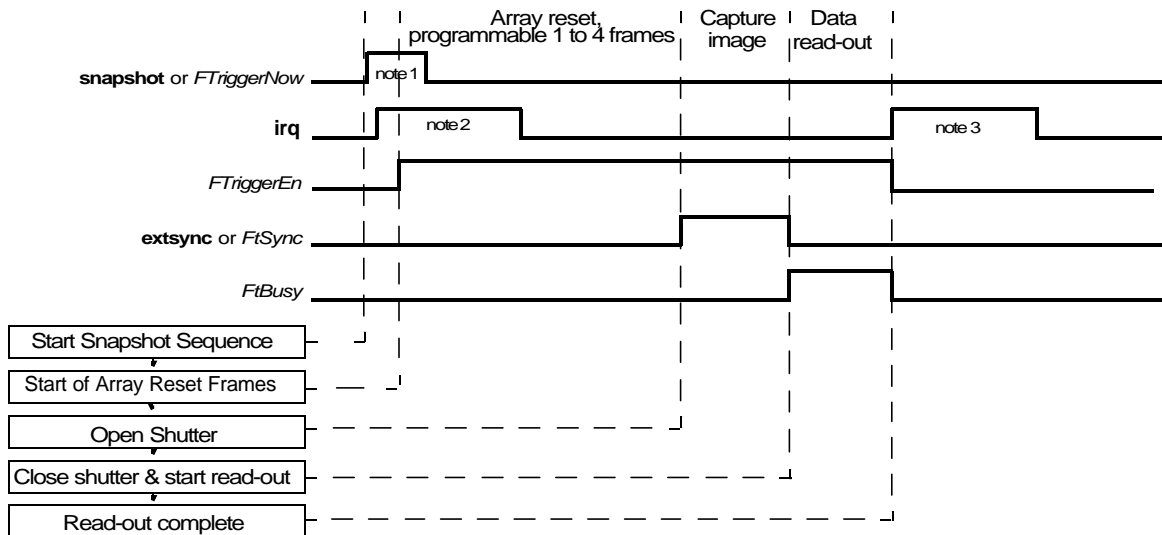 Array reset,
programmable 1 to 4 frames
Capture
image
Data
read-out
snapshot or FTriggerNow
note 1
irq
note 2
note 3
FTriggerEn
extsync or FtSync
FtBusy
Start Snapshot Sequence
Start of Array Reset Frames
Open Shutter
Close shutter & start read-out
Read-out complete